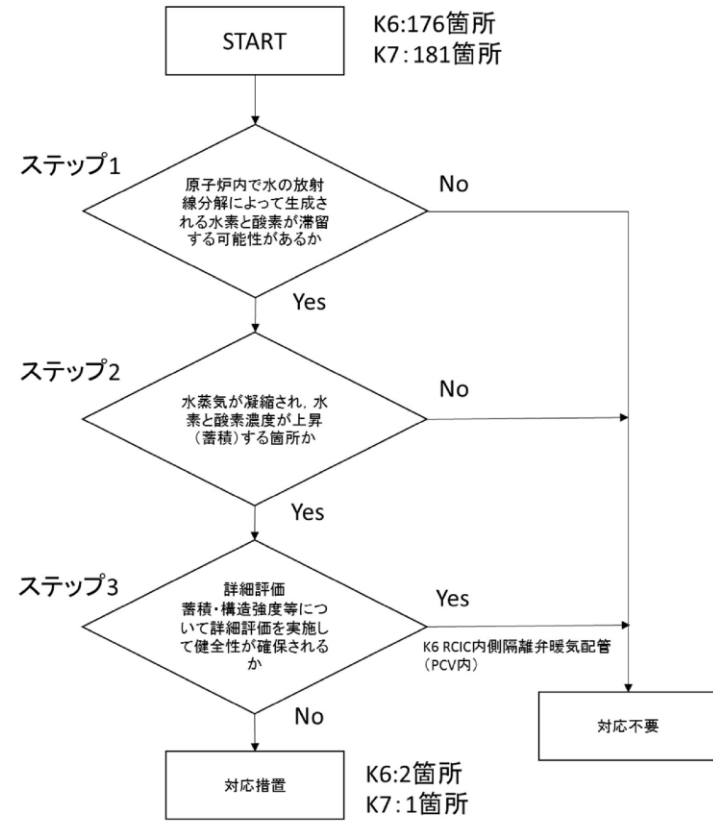 START
K6:176箇所
K7：181箇所
ステップ1
原子炉内で水の放射
線分解によって生成さ
れる水素と酸素が滞留
する可能性があるか
No
Yes
ステップ2
水蒸気が凝縮され，水
素と酸素濃度が上昇
（蓄積）する箇所か
No
Yes
ステップ3
詳細評価
蓄積・構造強度等につ
いて詳細評価を実施し
て健全性が確保される
か
Yes
K6 RCIC内側隔離弁暖気配管
（PCV内）
No
対応不要
対応措置
K6:2箇所
K7：1箇所